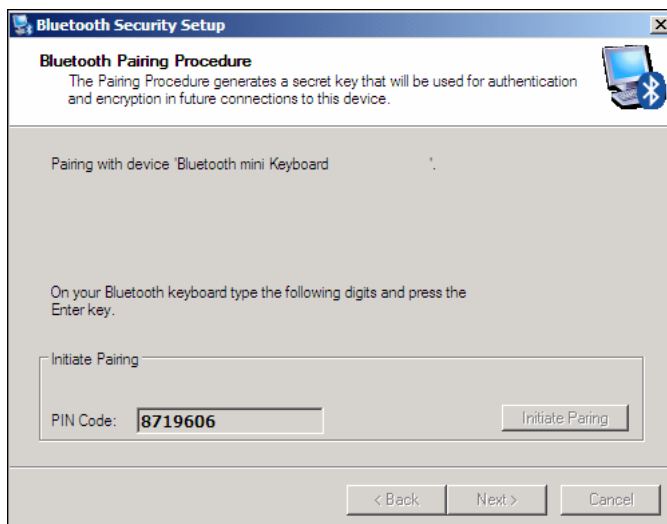 Bluetooth Security Setup
Bluetooth Pairing Procedure
The Pairing Procedure generates a secret key that will be used for authentication
and encryption in future connections to this device.
Pairing with device 'Bluetooth mini Keyboard                '.
On your Bluetooth keyboard type the following digits and press the
Enter key.
Initiate Pairing
PIN Code: 8719606 Initiate Paring
< Back Next > Cancel